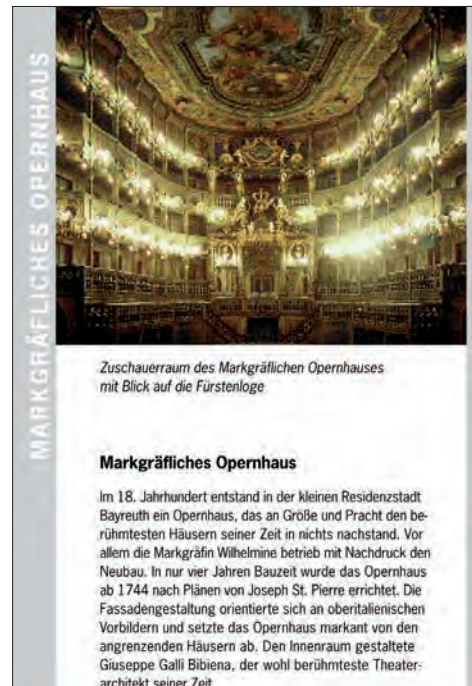 MARKGRÄFLICHES OPERNHAUS
Zuschauerraum des Markgräflichen Opernhauses
mit Blick auf die Fürstenloge
Markgräfliches Opernhaus
Im 18. Jahrhundert entstand in der kleinen Residenzstadt
Bayreuth ein Opernhaus, das an Größe und Pracht den be-
rühmtesten Häusern seiner Zeit in nichts nachstand. Vor
allem die Markgräfin Wilhelmine betrieb mit Nachdruck den
Neubau. In nur vier Jahren Bauzeit wurde das Opernhaus
ab 1744 nach Plänen von Joseph St. Pierre errichtet. Die
Fassadengestaltung orientierte sich an oberitalienischen
Vorbildern und setzte das Opernhaus markant von den
angrenzenden Häusern ab. Den Innenraum gestaltete
Giuseppe Galli Bibiena, der wohl berühmteste Theater-
architekt seiner Zeit.